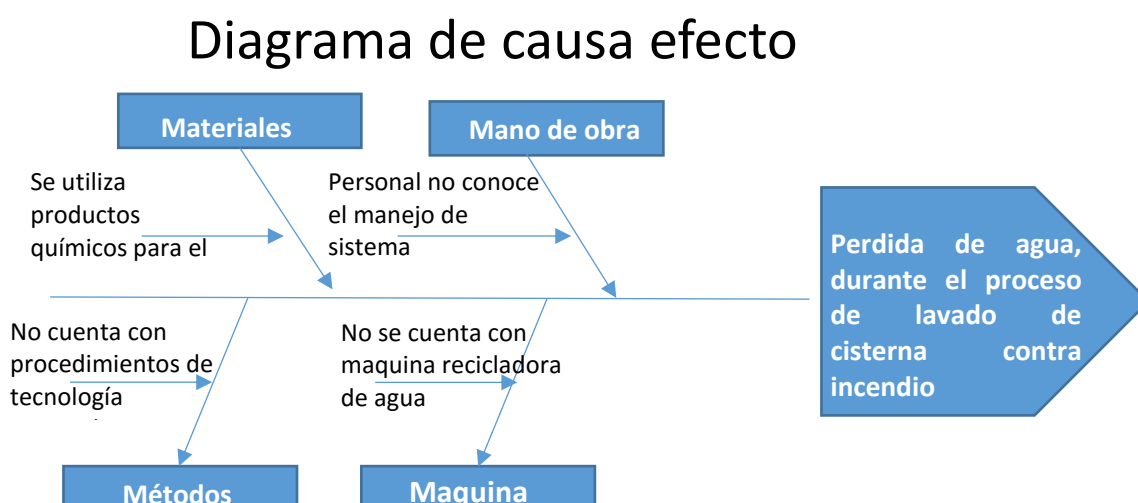 Diagrama de causa efecto
Materiales
Mano de obra
Se utiliza
productos
químicos para el
Personal no conoce
el manejo de
sistema
Perdida de agua,
durante el proceso
de lavado de
cisterna contra
incendio
No cuenta con
procedimientos de
tecnología
No se cuenta con
maquina recicladora
de agua
Métodos
Maquina